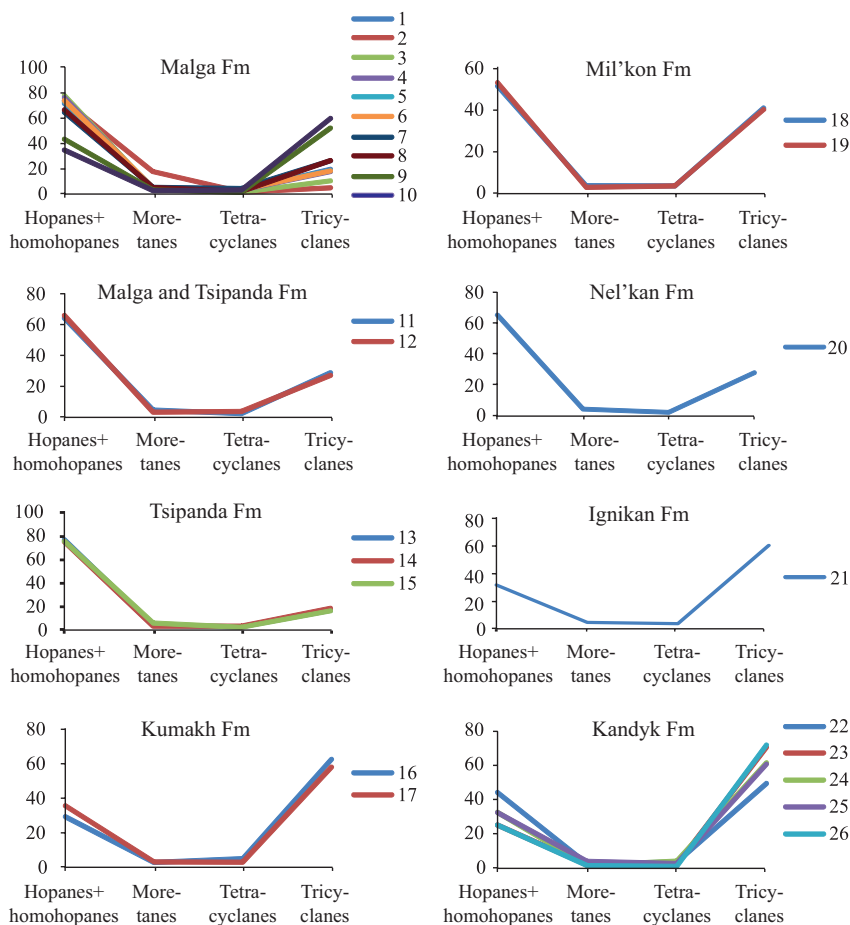 Malga Fm
100
80
60
40
20
0
Hopanes+ More- Tetra- Tricy-
homohopanes tanes cyclanes clanes
1
2
3
4
5
6
7
8
9
10
Mil'kon Fm
60
40
20
0
Hopanes+ More- Tetra- Tricy-
homohopanes tanes cyclanes clanes
18
19
Malga and Tsipanda Fm
80
60
40
20
0
Hopanes+ More- Tetra- Tricy-
homohopanes tanes cyclanes clanes
11
12
Nel'kan Fm
80
60
40
20
0
Hopanes+ More- Tetra- Tricy-
homohopanes tanes cyclanes clanes
20
Tsipanda Fm
100
80
60
40
20
0
Hopanes+ More- Tetra- Tricy-
homohopanes tanes cyclanes clanes
13
14
15
Ignikan Fm
80
60
40
20
0
Hopanes+ More- Tetra- Tricy-
homohopanes tanes cyclanes clanes
21
Kumakh Fm
80
60
40
20
0
Hopanes+ More- Tetra- Tricy-
homohopanes tanes cyclanes clanes
16
17
Kandyk Fm
80
60
40
20
0
Hopanes+ More- Tetra- Tricy-
homohopanes tanes cyclanes clanes
22
23
24
25
26